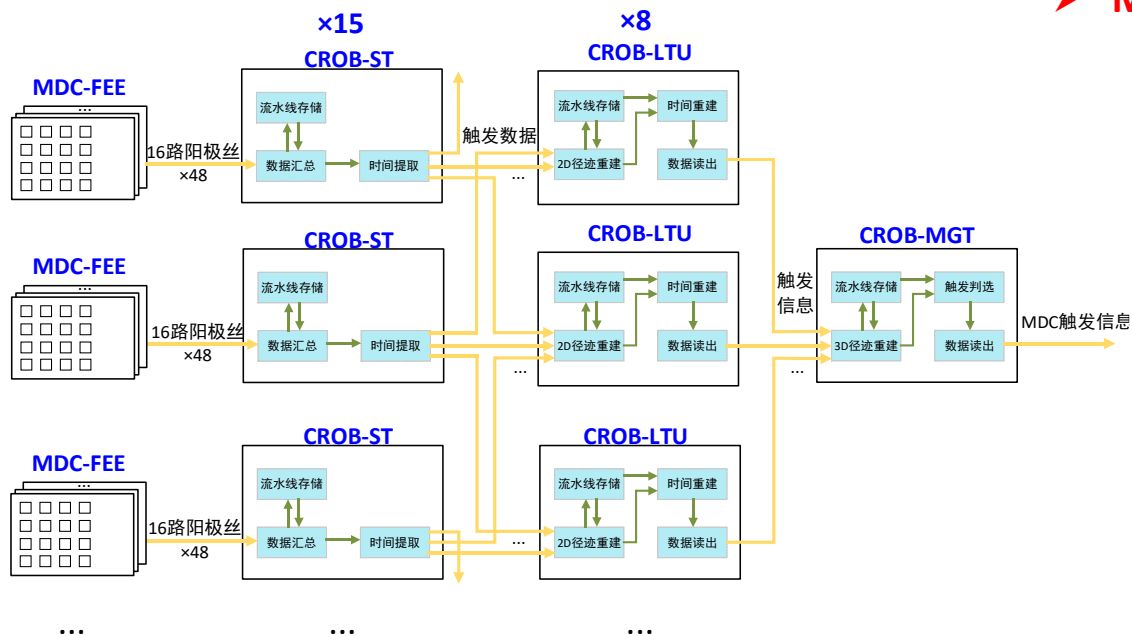 M
×15
×8
CROB-ST
CROB-LTU
MDC-FEE
...
16路阳极丝
×48
流水线存储
数据汇总
时间提取
触发数据
...
流水线存储
时间重建
2D径迹重建
数据读出
CROB-ST
CROB-LTU
CROB-MGT
MDC-FEE
...
16路阳极丝
×48
流水线存储
数据汇总
时间提取
...
流水线存储
时间重建
2D径迹重建
数据读出
触发
信息
...
流水线存储
触发判选
3D径迹重建
数据读出
MDC触发信息
CROB-ST
CROB-LTU
MDC-FEE
...
16路阳极丝
×48
流水线存储
数据汇总
时间提取
...
流水线存储
时间重建
2D径迹重建
数据读出
...
...
...